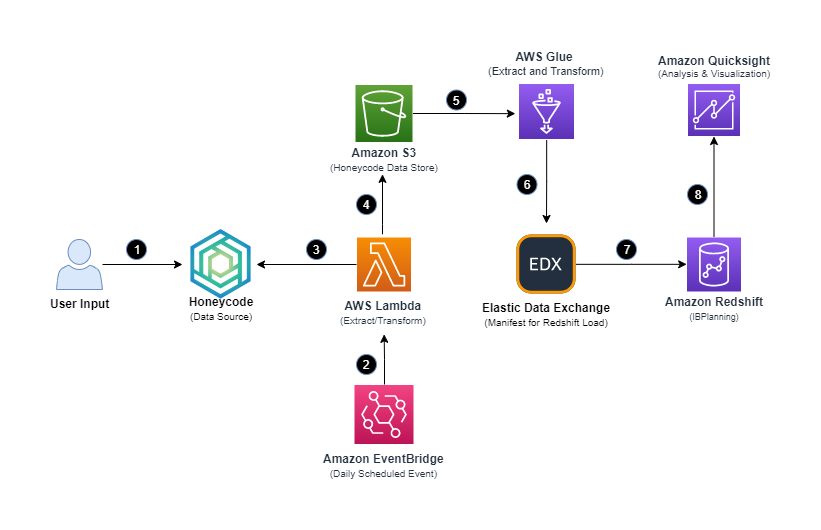 AWS Glue
(Extract and Transform)
Amazon Quicksight
(Analysis & Visualization)
5
Amazon S3
(Honeycode Data Store)
6
8
4
1
3
EDX
7
User Input
Honeycode
(Data Source)
AWS Lambda
(Extract/Transform)
Elastic Data Exchange
(Manifest for Redshift Load)
Amazon Redshift
(IBPlanning)
2
Amazon EventBridge
(Daily Scheduled Event)